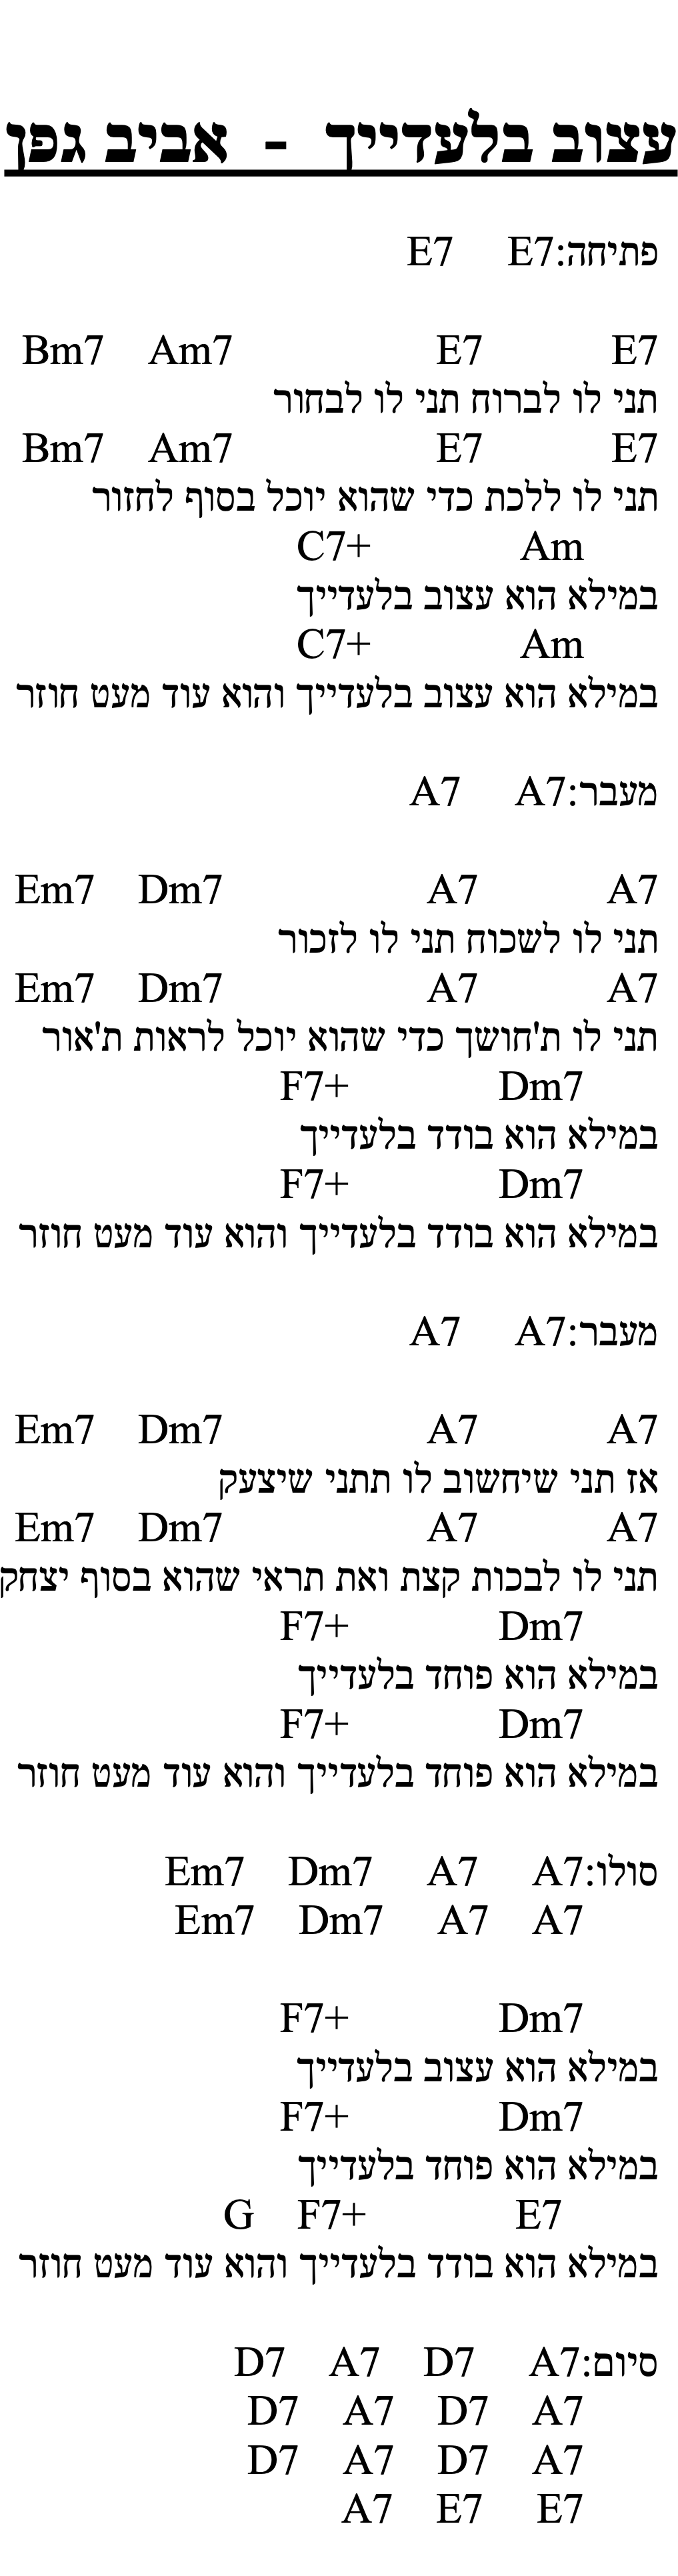 עצוב בלעדייך - אביב גפן
פתיחה:E7 E7
E7 E7 Am7 Bm7
תני לו לברוח תני לו לבחור
E7 E7 Am7 Bm7
תני לו ללכת כדי שהוא יוכל בסוף לחזור
Am C7+
במילא הוא עצוב בלעדייך
Am C7+
במילא הוא עצוב בלעדייך והוא עוד מעט חוזר
מעבר:A7 A7
A7 A7 Dm7 Em7
תני לו לשכוח תני לו לזכור
A7 A7 Dm7 Em7
תני לו ת'חושך כדי שהוא יוכל לראות ת'אור
Dm7 F7+
במילא הוא בודד בלעדייך
Dm7 F7+
במילא הוא בודד בלעדייך והוא עוד מעט חוזר
מעבר:A7 A7
A7 A7 Dm7 Em7
אז תני שיחשוב לו תתני שיצעק
A7 A7 Dm7 Em7
תני לו לבכות קצת ואת תראי שהוא בסוף יצחק
Dm7 F7+
במילא הוא פוחד בלעדייך
Dm7 F7+
במילא הוא פוחד בלעדייך והוא עוד מעט חוזר
סולו:A7 A7 Dm7 Em7
A7 A7 Dm7 Em7
Dm7 F7+
במילא הוא עצוב בלעדייך
Dm7 F7+
במילא הוא פוחד בלעדייך
E7 F7+ G
במילא הוא בודד בלעדייך והוא עוד מעט חוזר
סיום:A7 D7 A7 D7
A7 D7 A7 D7
A7 D7 A7 D7
E7 E7 A7